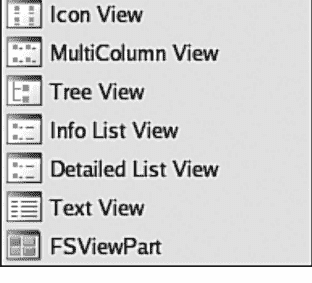 Icon View
MultiColumn View
Tree View
Info List View
Detailed List View
Text View
FSViewPart